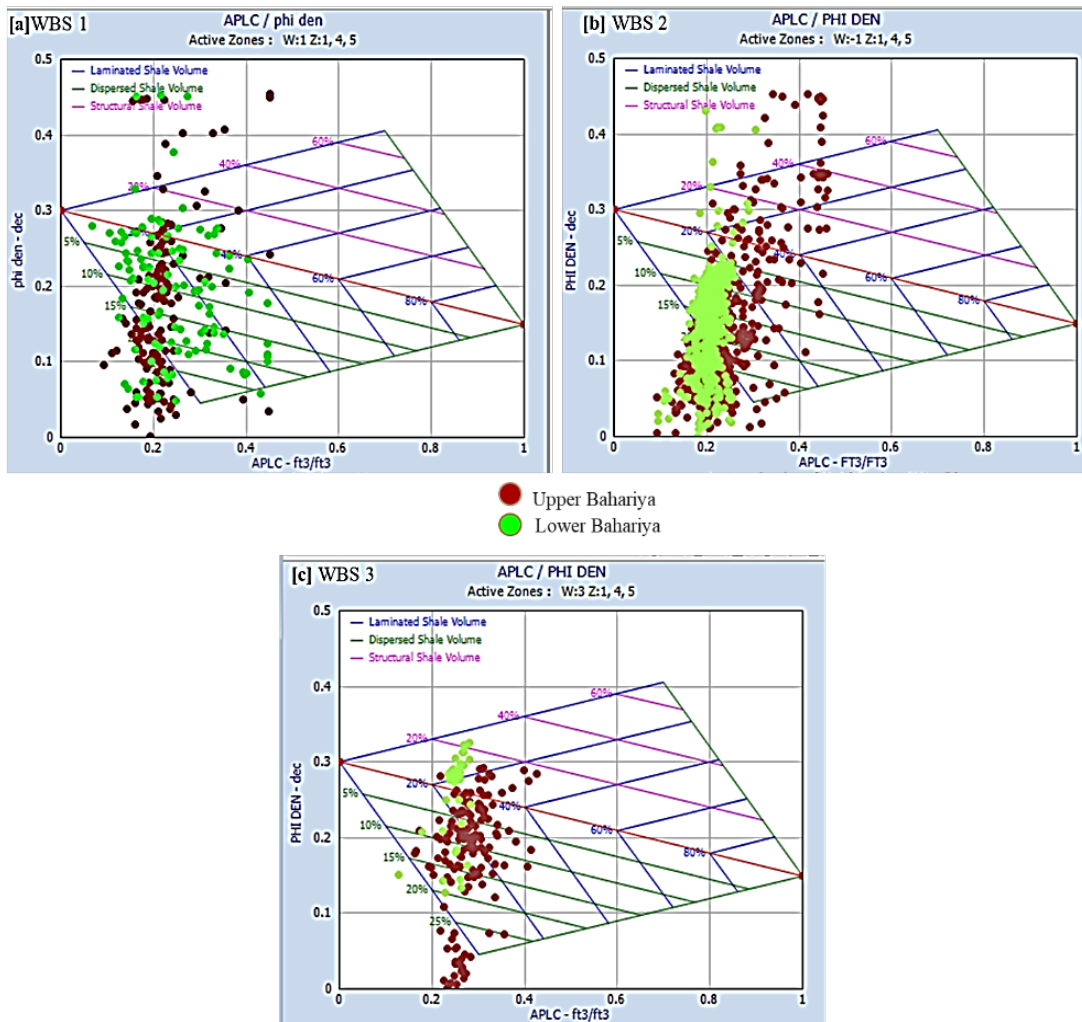 [a]WBS 1
APLC / phi den
Active Zones : W:1 Z:1, 4, 5
Laminated Shale Volume
Dispersed Shale Volume
Structural Shale Volume
phi den - dec
0.5
0.4
0.3
0.2
0.1
0
60%
40%
20%
5%
10%
15%
40%
60%
80%
0
0.2
0.4
0.6
0.8
1
APLC - ft3/ft3
[b] WBS 2
APLC / PHI DEN
Active Zones : W:-1 Z:1, 4, 5
Laminated Shale Volume
Dispersed Shale Volume
Structural Shale Volume
PHI DEN - dec
0.5
0.4
0.3
0.2
0.1
0
60%
40%
20%
5%
10%
15%
20%
40%
60%
80%
0
0.2
0.4
0.6
0.8
1
APLC - FT3/FT3
Upper Bahariya
Lower Bahariya
[c] WBS 3
APLC / PHI DEN
Active Zones : W:3 Z:1, 4, 5
Laminated Shale Volume
Dispersed Shale Volume
Structural Shale Volume
PHI DEN - dec
0.5
0.4
0.3
0.2
0.1
0
60%
40%
20%
5%
10%
15%
20%
25%
20%
40%
60%
80%
0
0.2
0.4
0.6
0.8
1
APLC - ft3/ft3